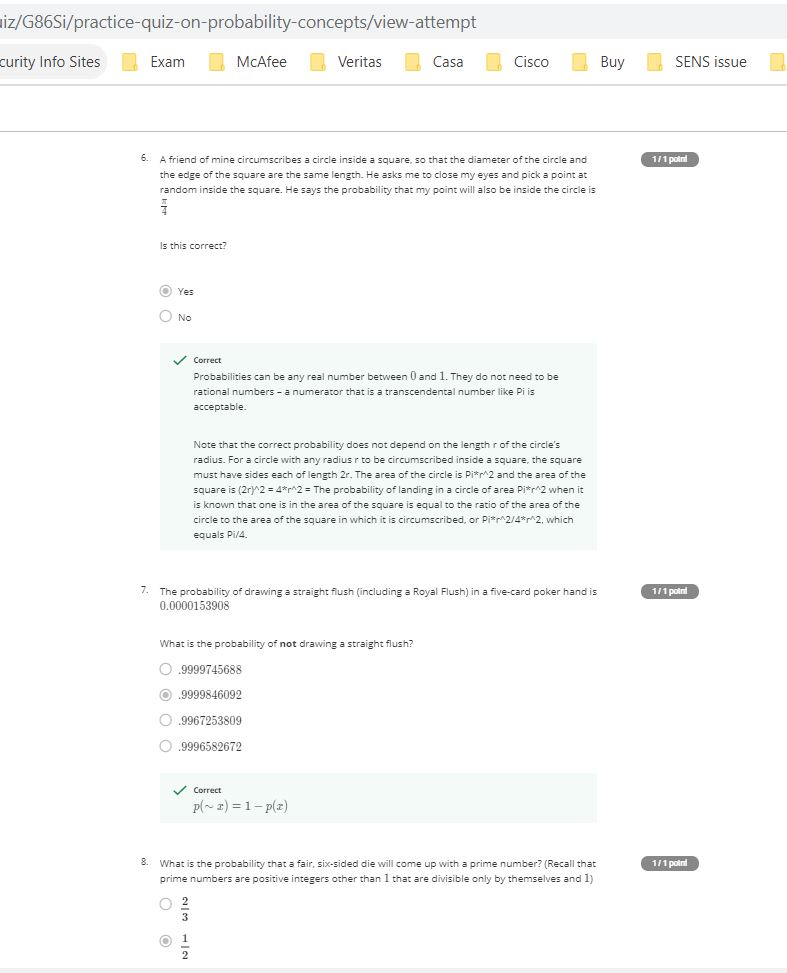 iz/G86Si/practice-quiz-on-probability-concepts/view-attempt
curity Info Sites Exam McAfee Veritas Casa Cisco Buy SENS issue
6. A friend of mine circumscribes a circle inside a square, so that the diameter of the circle and 1 / 1 point
the edge of the square are the same length. He asks me to close my eyes and pick a point at
random inside the square. He says the probability that my point will also be inside the circle is
π/4
Is this correct?
Yes
No
Correct
Probabilities can be any real number between 0 and 1. They do not need to be
rational numbers – a numerator that is a transcendental number like Pi is
acceptable.
Note that the correct probability does not depend on the length r of the circle's
radius. For a circle with any radius r to be circumscribed inside a square, the square
must have sides each of length 2r. The area of the circle is Pi*r^2 and the area of the
square is (2r)^2 = 4*r^2 = The probability of landing in a circle of area Pi*r^2 when it
is known that one is in the area of the square is equal to the ratio of the area of the
circle to the area of the square in which it is circumscribed, or Pi*r^2/4*r^2, which
equals Pi/4.
7. The probability of drawing a straight flush (including a Royal Flush) in a five-card poker hand is 1 / 1 point
0.0000153908
What is the probability of not drawing a straight flush?
.9999745688
.9999846092
.9967253809
.9996582672
Correct
p(∼ x) = 1 − p(x)
8. What is the probability that a fair, six-sided die will come up with a prime number? (Recall that 1 / 1 point
prime numbers are positive integers other than 1 that are divisible only by themselves and 1)
2/3
1/2